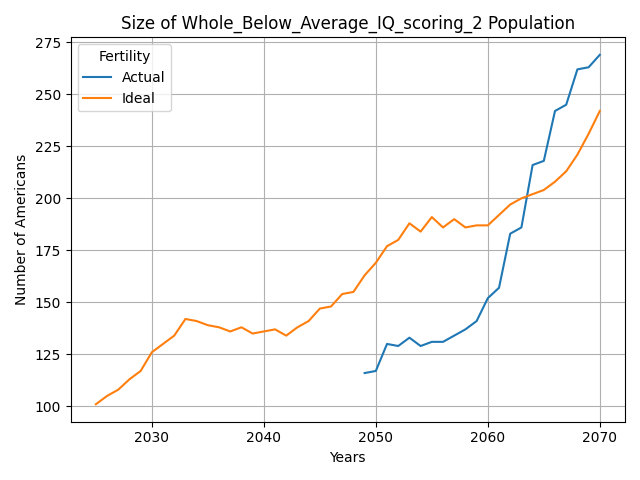 Size of Whole_Below_Average_IQ_scoring_2 Population
275
250
225
200
175
150
125
100
Number of Americans
Fertility
Actual
Ideal
2030
2040
2050
2060
2070
Years